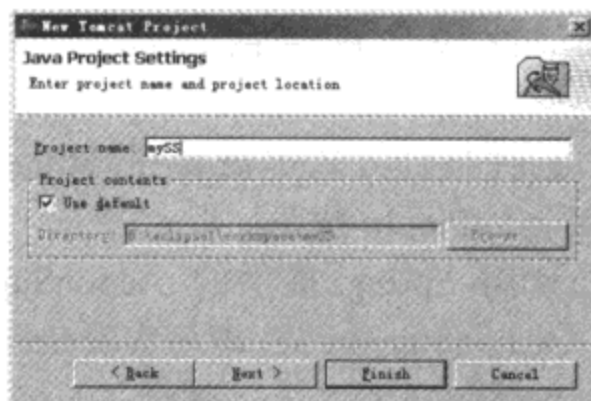 New Tomcat Project
Java Project Settings
Enter project name and project location
Project name: mySS
Project contents
Use default
Directory:
Browse...
< Back Next > Finish Cancel